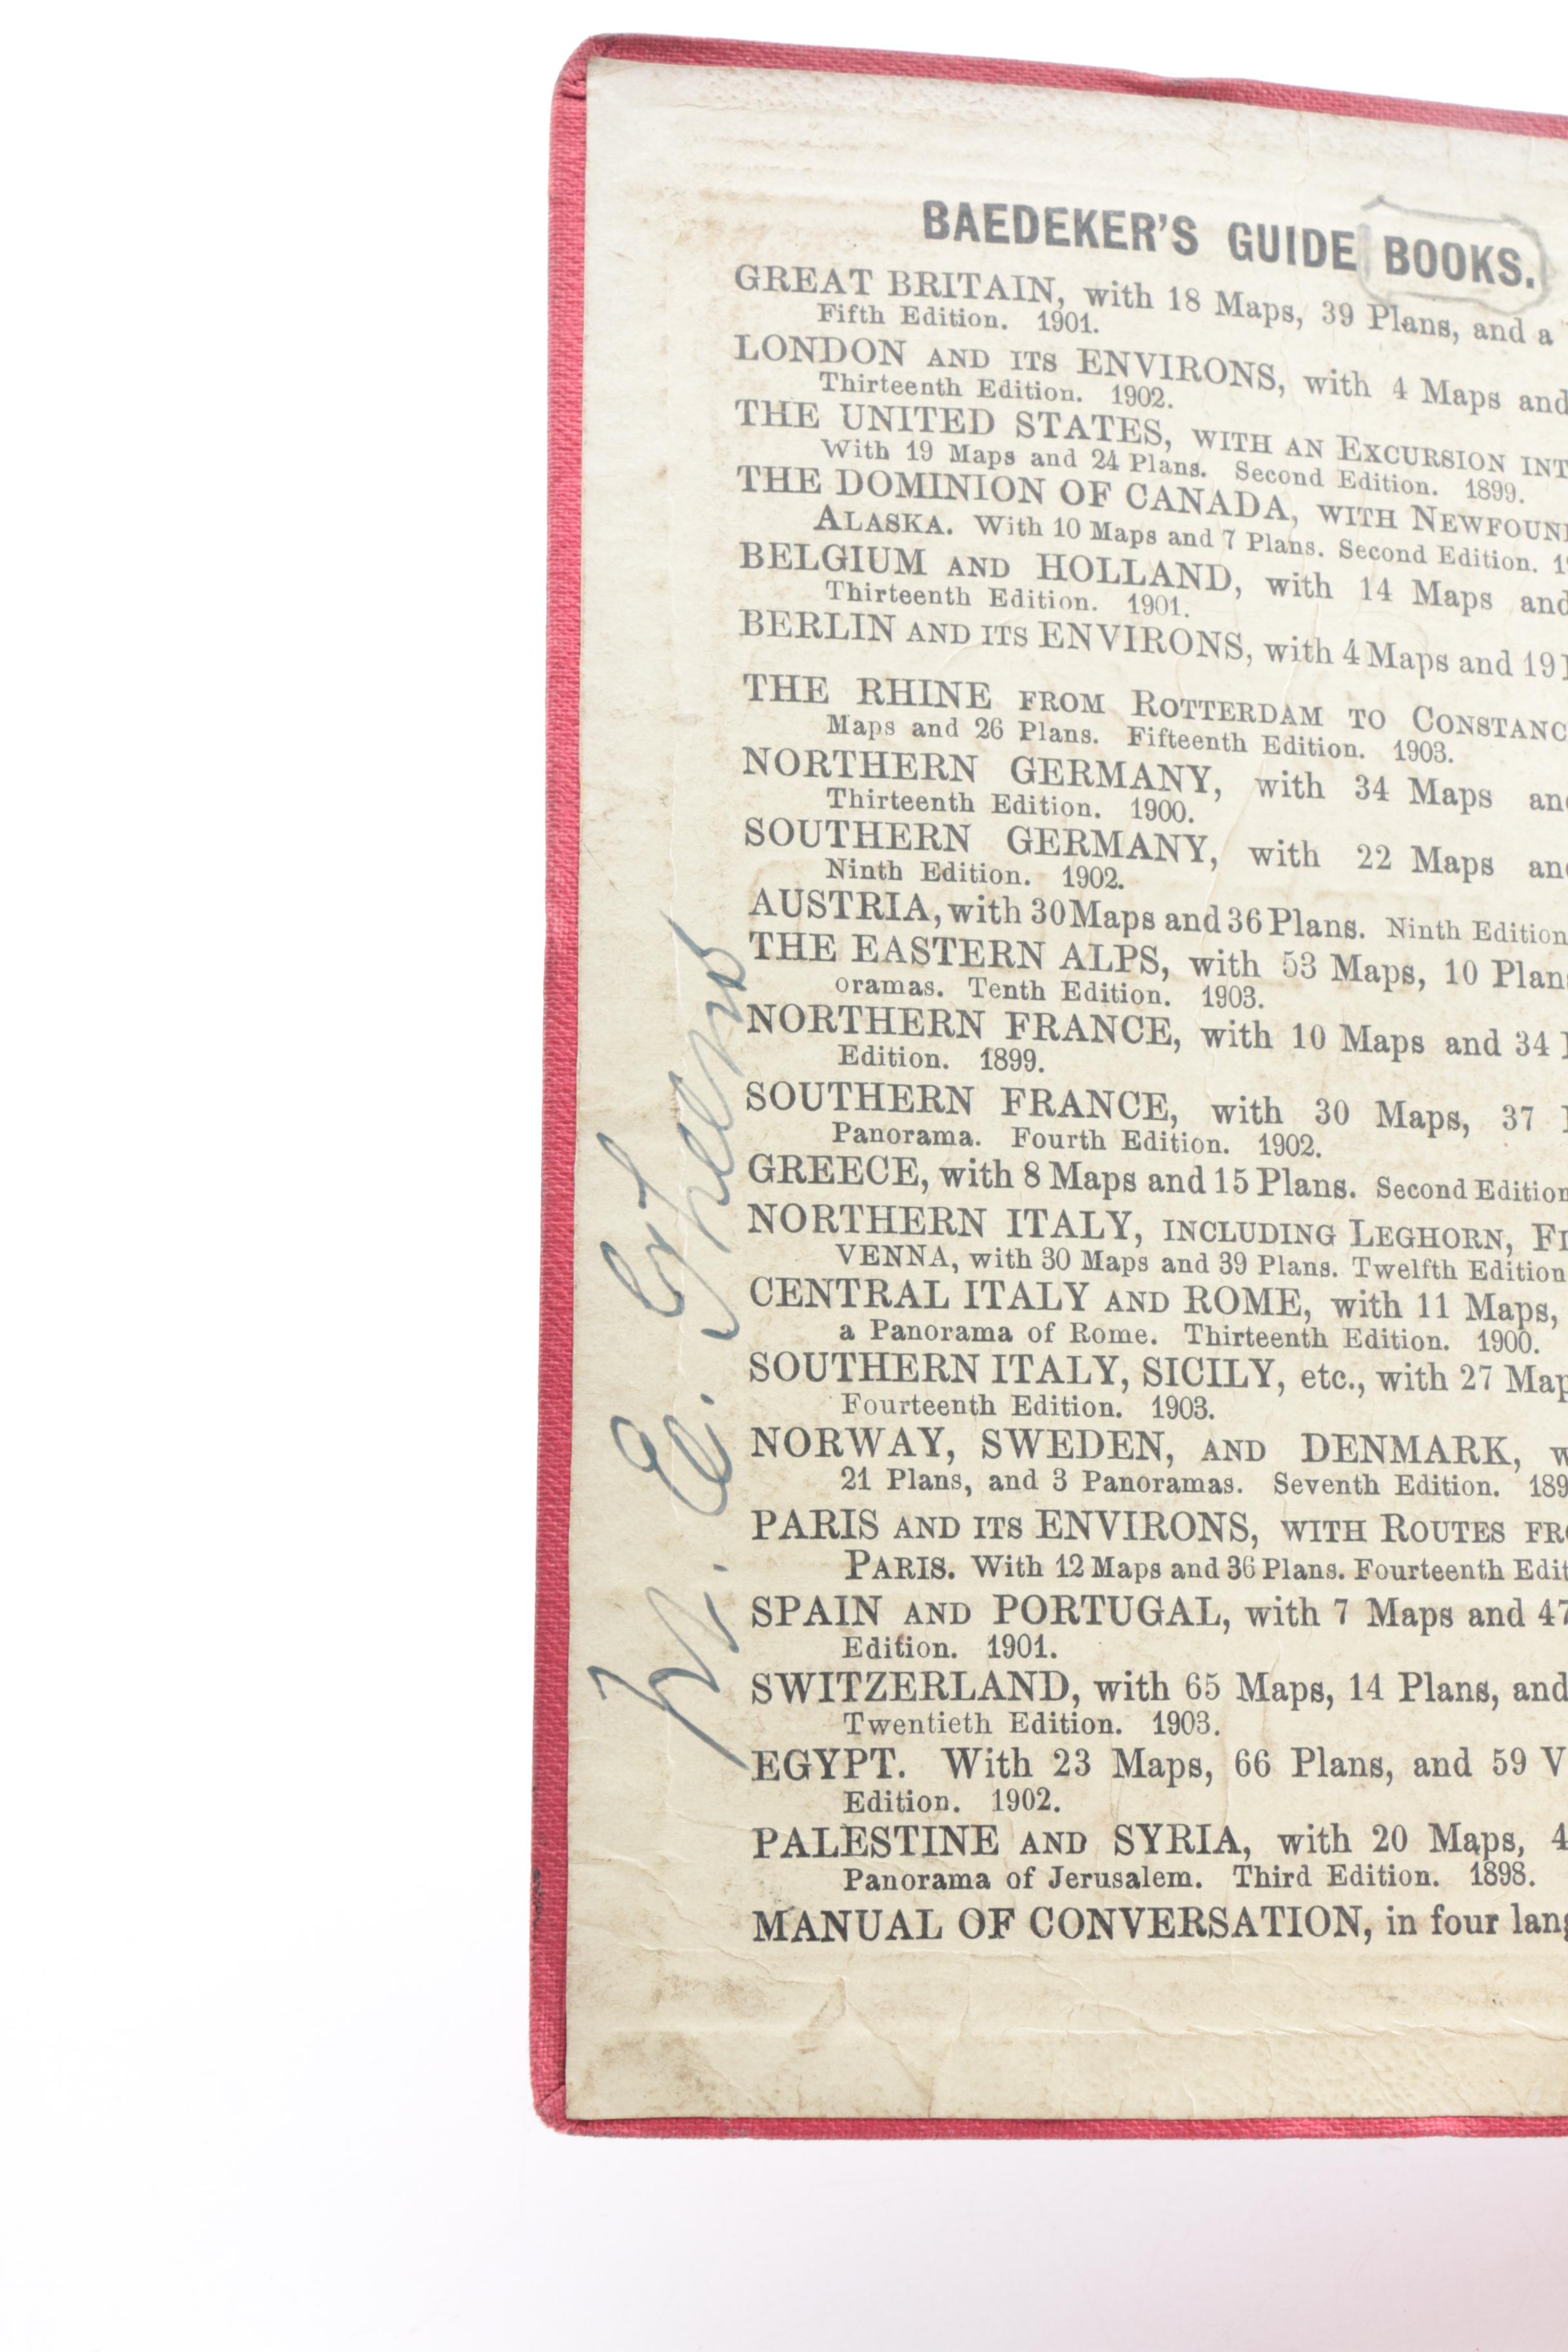 BAEDEKER'S GUIDE BOOKS.
GREAT BRITAIN, with 18 Maps, 39 Plans, and a
Fifth Edition. 1901.
LONDON AND ITS ENVIRONS, with 4 Maps and
Thirteenth Edition. 1902.
THE UNITED STATES, WITH AN EXCURSION INT
With 19 Maps and 24 Plans. Second Edition. 1899.
THE DOMINION OF CANADA, WITH NEWFOUN
ALASKA. With 10 Maps and 7 Plans. Second Edition. 1
BELGIUM AND HOLLAND, with 14 Maps and
Thirteenth Edition. 1901.
BERLIN AND ITS ENVIRONS, with 4 Maps and 19
THE RHINE FROM ROTTERDAM TO CONSTANC
Maps and 26 Plans. Fifteenth Edition. 1903.
NORTHERN GERMANY, with 34 Maps an
Thirteenth Edition. 1900.
SOUTHERN GERMANY, with 22 Maps an
Ninth Edition. 1902.
AUSTRIA, with 30 Maps and 36 Plans. Ninth Edition
THE EASTERN ALPS, with 53 Maps, 10 Plan
oramas. Tenth Edition. 1903.
NORTHERN FRANCE, with 10 Maps and 34
Edition. 1899.
SOUTHERN FRANCE, with 30 Maps, 37
Panorama. Fourth Edition. 1902.
GREECE, with 8 Maps and 15 Plans. Second Edition
NORTHERN ITALY, INCLUDING LEGHORN, F
VENNA, with 30 Maps and 39 Plans. Twelfth Edition
CENTRAL ITALY AND ROME, with 11 Maps,
a Panorama of Rome. Thirteenth Edition. 1900.
SOUTHERN ITALY, SICILY, etc., with 27 Map
Fourteenth Edition. 1903.
NORWAY, SWEDEN, AND DENMARK, w
21 Plans, and 3 Panoramas. Seventh Edition. 189
PARIS AND ITS ENVIRONS, WITH ROUTES FR
PARIS. With 12 Maps and 36 Plans. Fourteenth Edit
SPAIN AND PORTUGAL, with 7 Maps and 47
Edition. 1901.
SWITZERLAND, with 65 Maps, 14 Plans, and
Twentieth Edition. 1903.
EGYPT. With 23 Maps, 66 Plans, and 59 V
Edition. 1902.
PALESTINE AND SYRIA, with 20 Maps, 4
Panorama of Jerusalem. Third Edition. 1898.
MANUAL OF CONVERSATION, in four lang